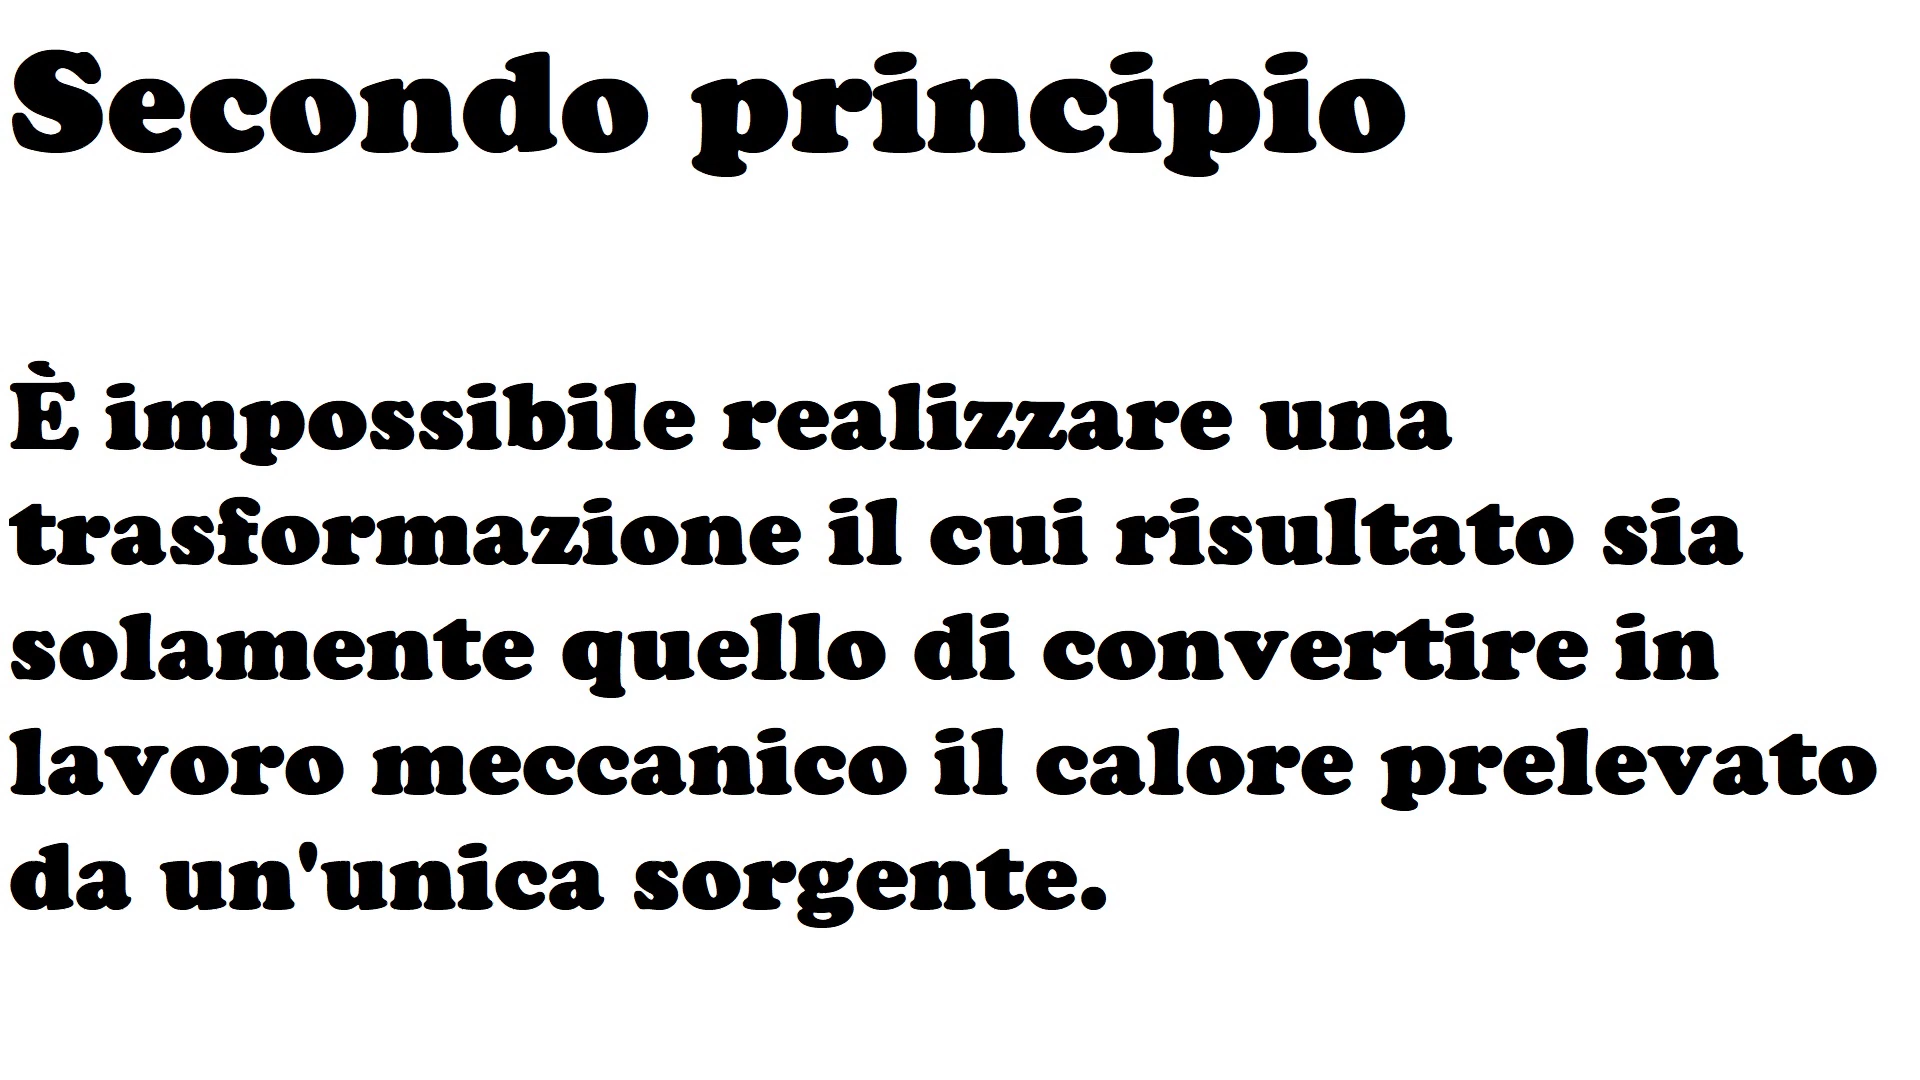 Secondo principio
È impossibile realizzare una
trasformazione il cui risultato sia
solamente quello di convertire in
lavoro meccanico il calore prelevato
da un'unica sorgente.